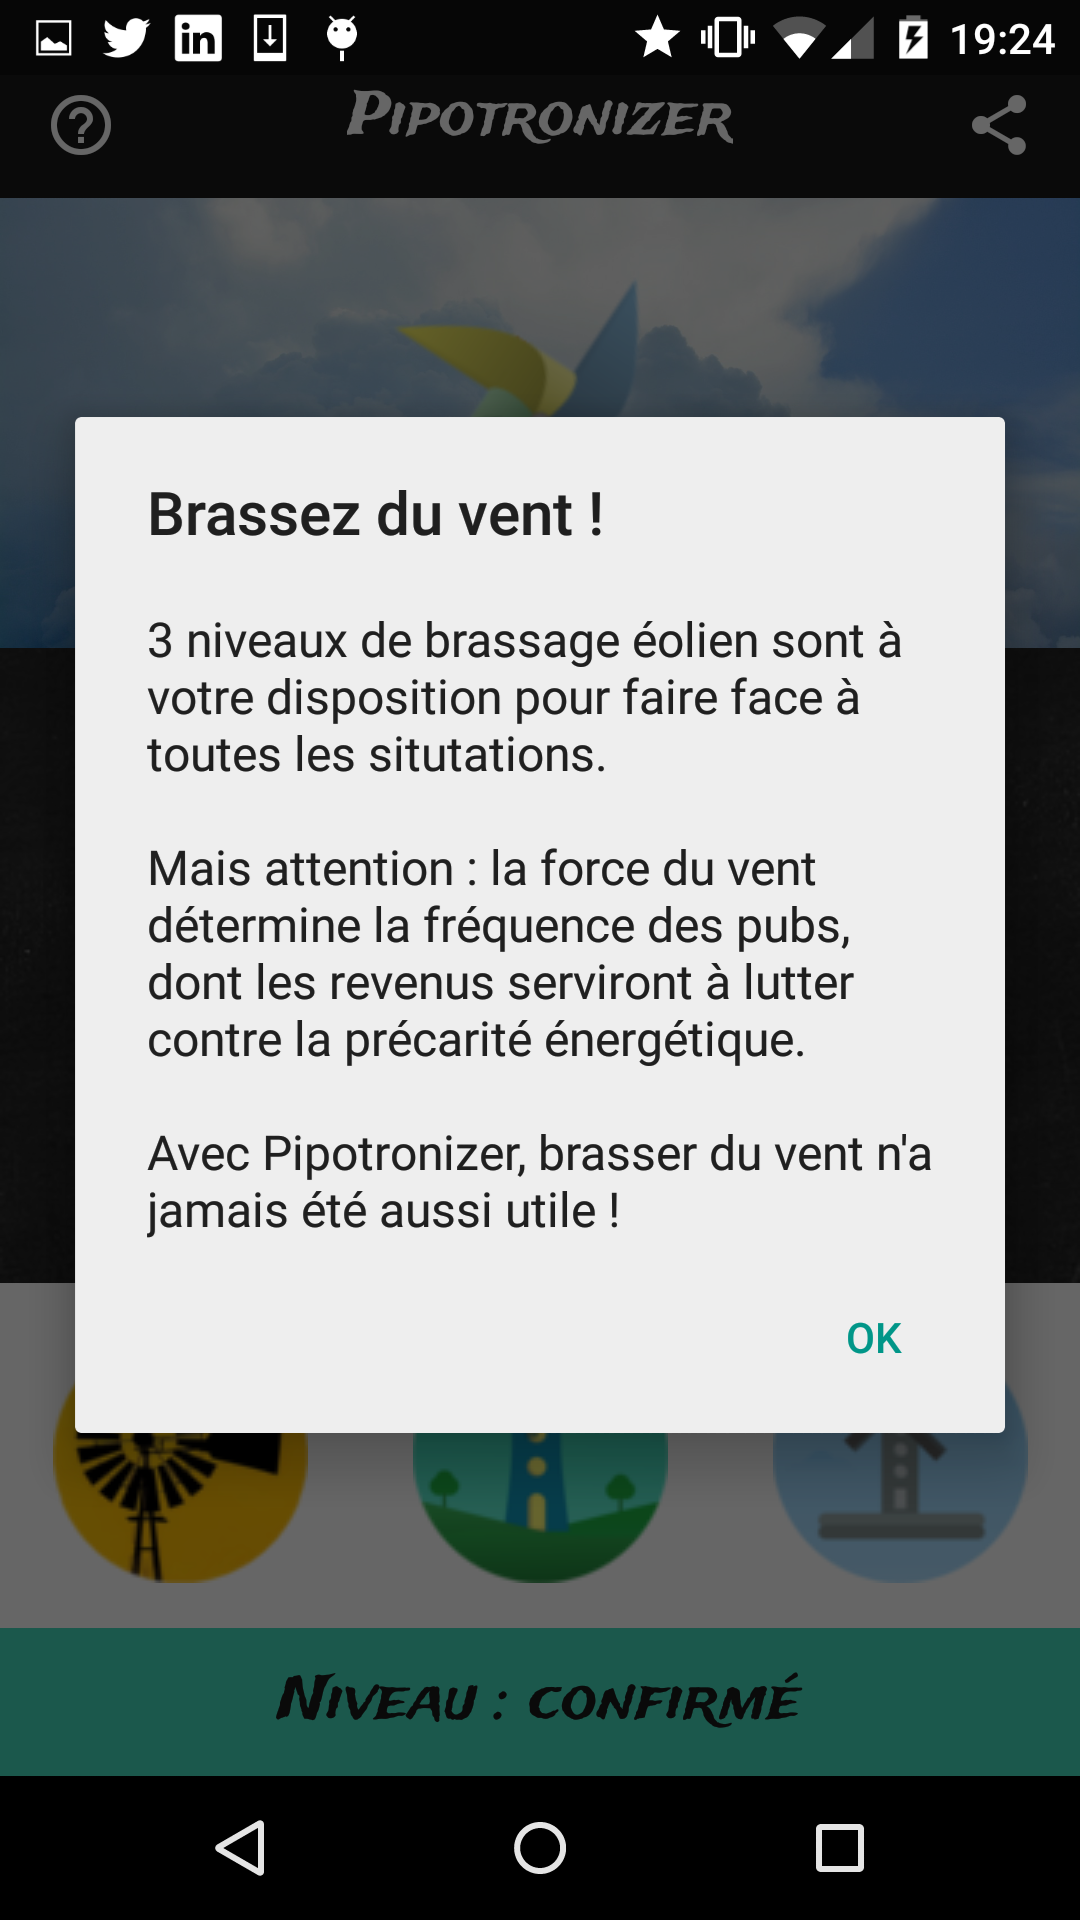 19:24
Pipotronizer
Brassez du vent !
3 niveaux de brassage éolien sont à
votre disposition pour faire face à
toutes les situtations.
Mais attention : la force du vent
détermine la fréquence des pubs,
dont les revenus serviront à lutter
contre la précarité énergétique.
Avec Pipotronizer, brasser du vent n'a
jamais été aussi utile !
OK
Niveau : confirmé